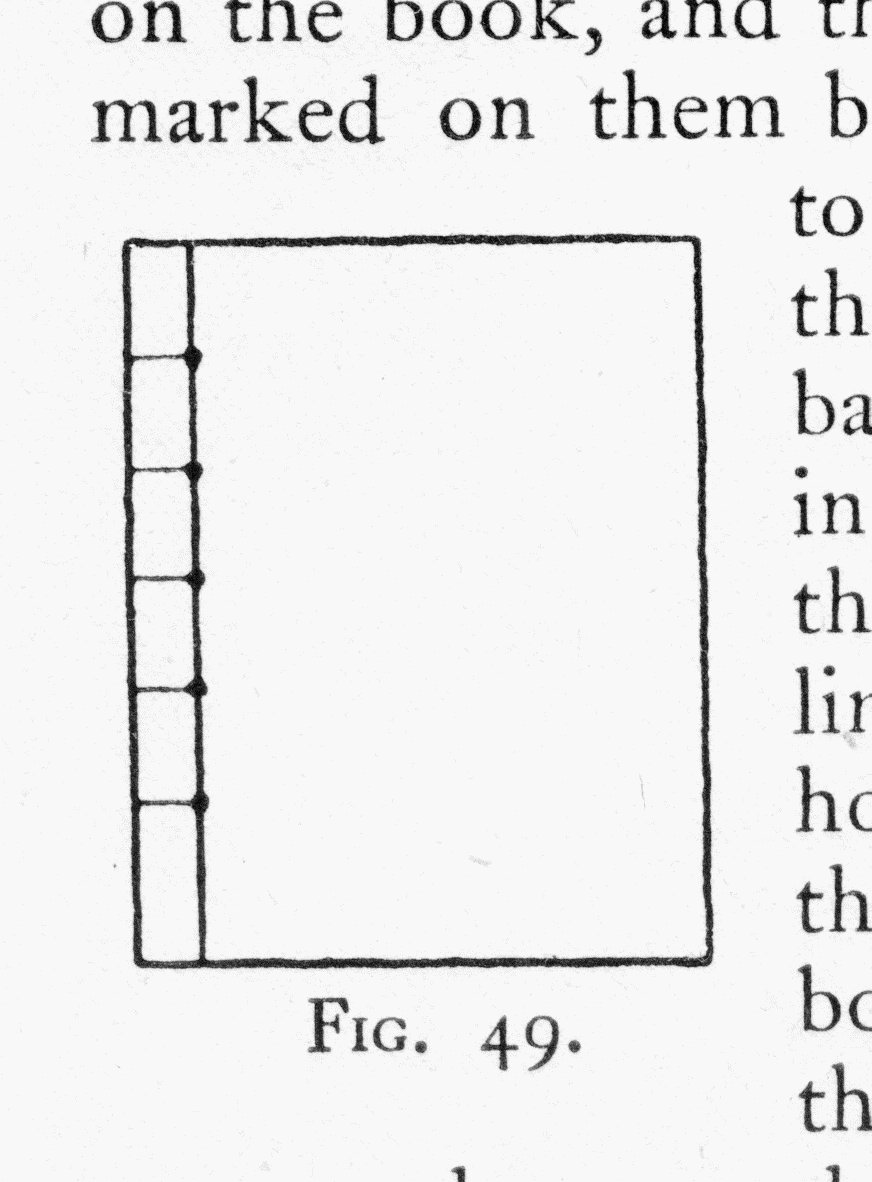 on the book, and th
marked on them b
to
th
ba
in
th
lin
ho
th
bo
th
FIG. 49.